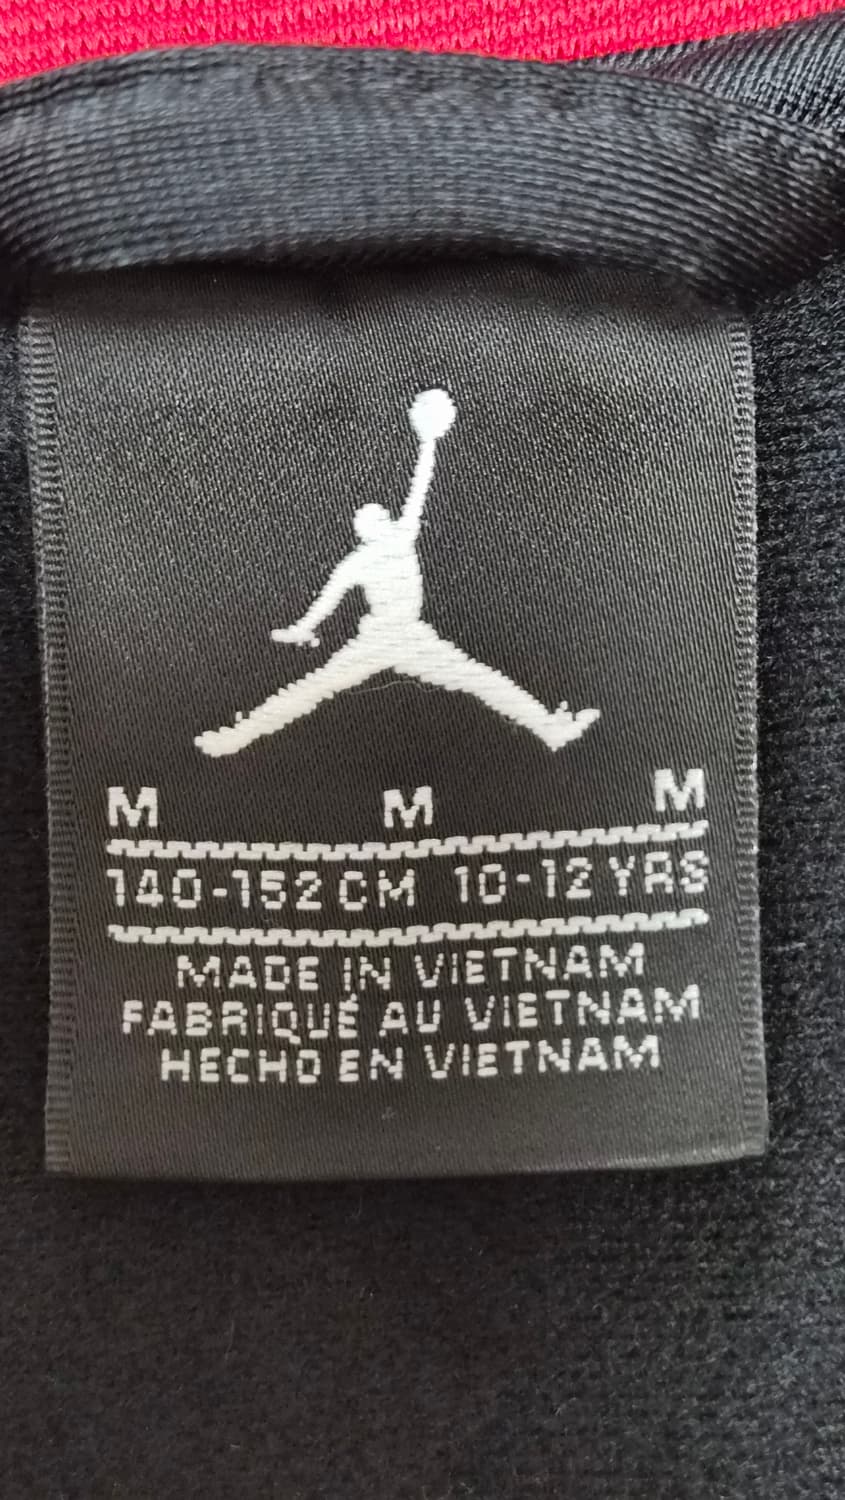 M M M
140-152 CM 10-12 YRS
MADE IN VIETNAM
FABRIQUÉ AU VIETNAM
HECHO EN VIETNAM